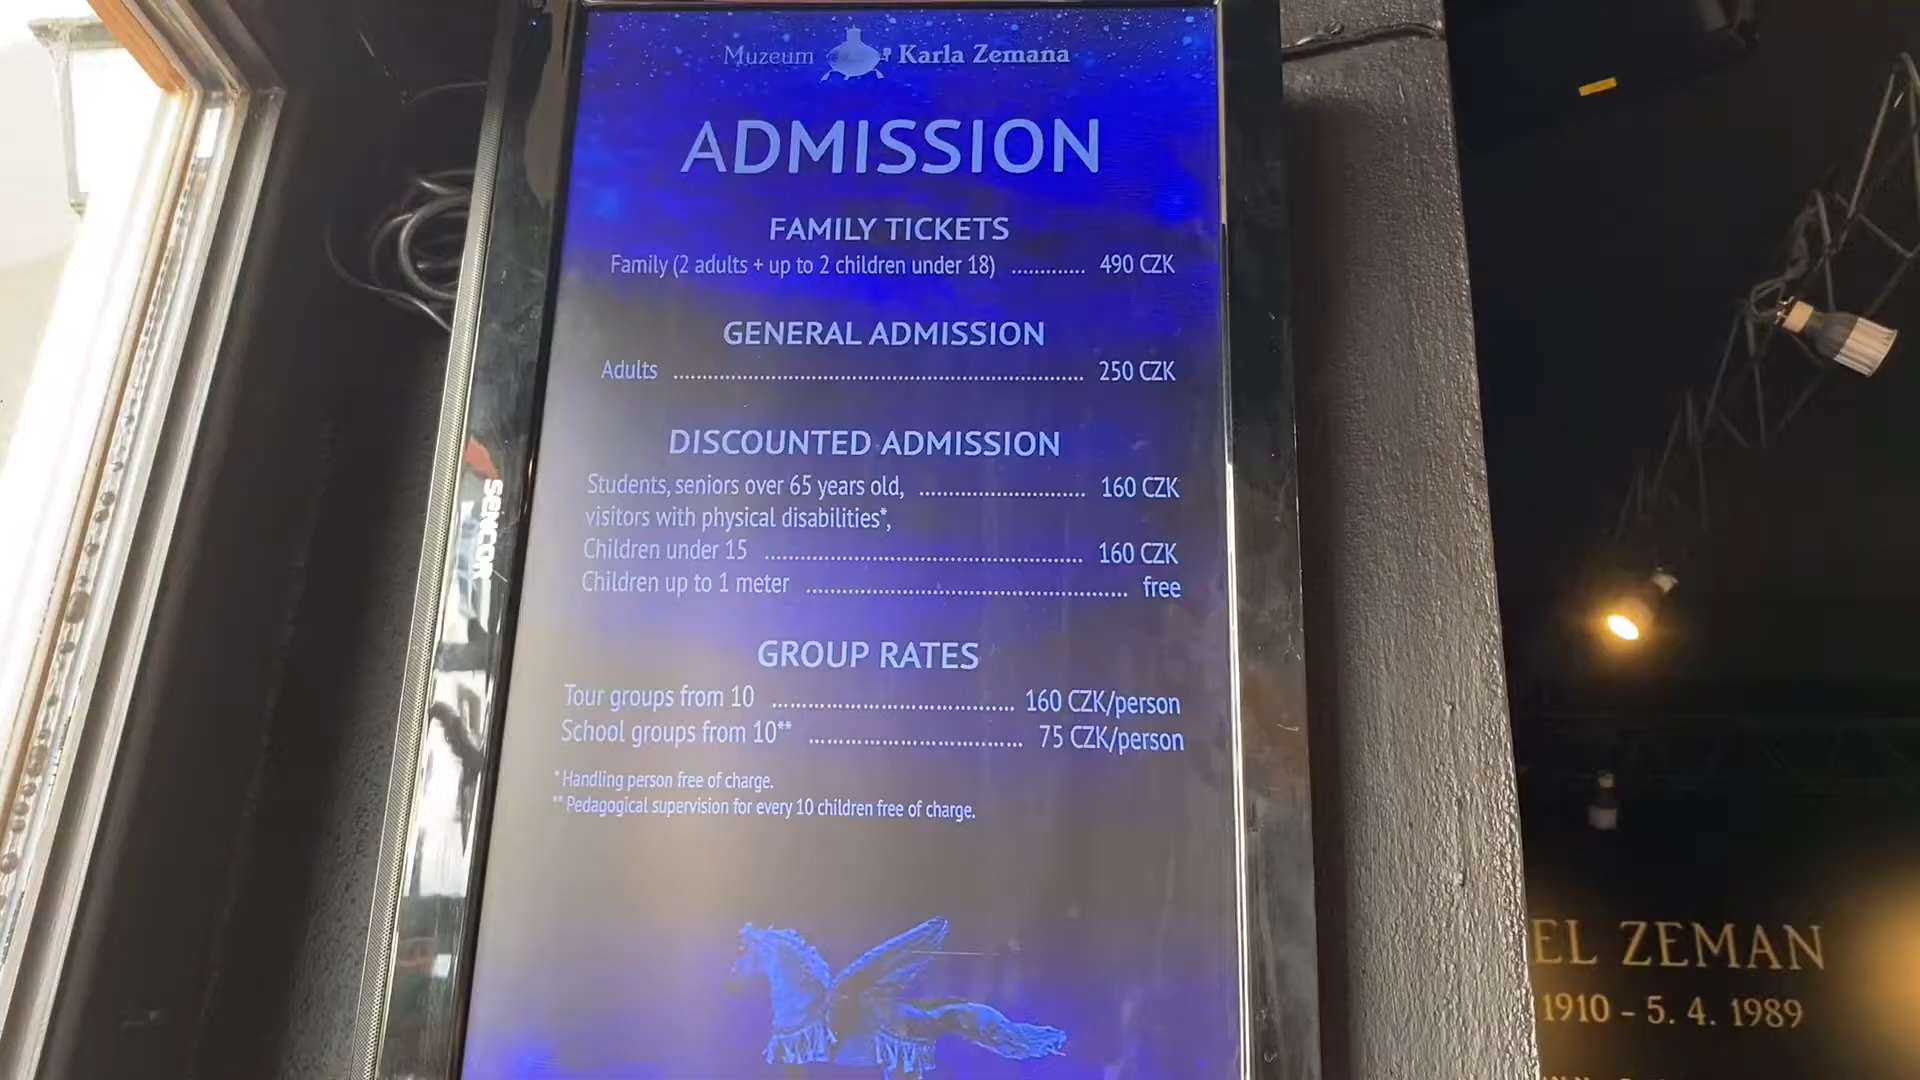 Muzeum Karla Zemana
ADMISSION
FAMILY TICKETS
Family (2 adults + up to 2 children under 18) ............. 490 CZK
GENERAL ADMISSION
Adults ............. 250 CZK
DISCOUNTED ADMISSION
Students, seniors over 65 years old, ............. 160 CZK
visitors with physical disabilities*,
Children under 15 ............. 160 CZK
Children up to 1 meter ............. free
GROUP RATES
Tour groups from 10 ............. 160 CZK/person
School groups from 10** ............. 75 CZK/person
* Handling person free of charge.
** Pedagogical supervision for every 10 children free of charge.
SENCOR
EL ZEMAN
1910 - 5. 4. 1989